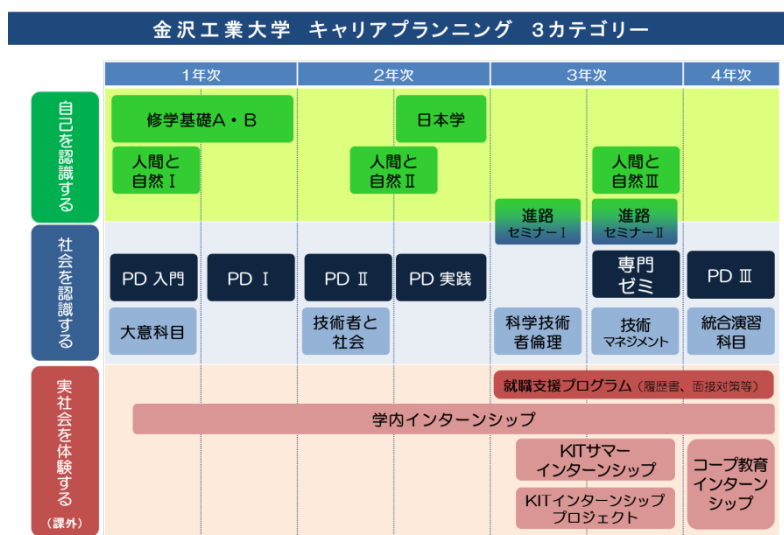 金沢工業大学 キャリアプランニング 3カテゴリー
1年次
2年次
3年次
4年次
自己を認識する
修学基礎A・B
日本学
人間と
自然Ⅰ
人間と
自然Ⅱ
人間と
自然Ⅲ
進路
セミナーⅠ
進路
セミナーⅡ
社会を認識する
PD 入門
PD Ⅰ
PD Ⅱ
PD 実践
専門
ゼミ
PD Ⅲ
大意科目
技術者と
社会
科学技術
者倫理
技術
マネジメント
統合演習
科目
実社会を体験する
(課外)
就職支援プログラム(履歴書、面接対策等)
学内インターンシップ
KITサマー
インターンシップ
KITインターンシップ
プロジェクト
コープ教育
インターン
シップ